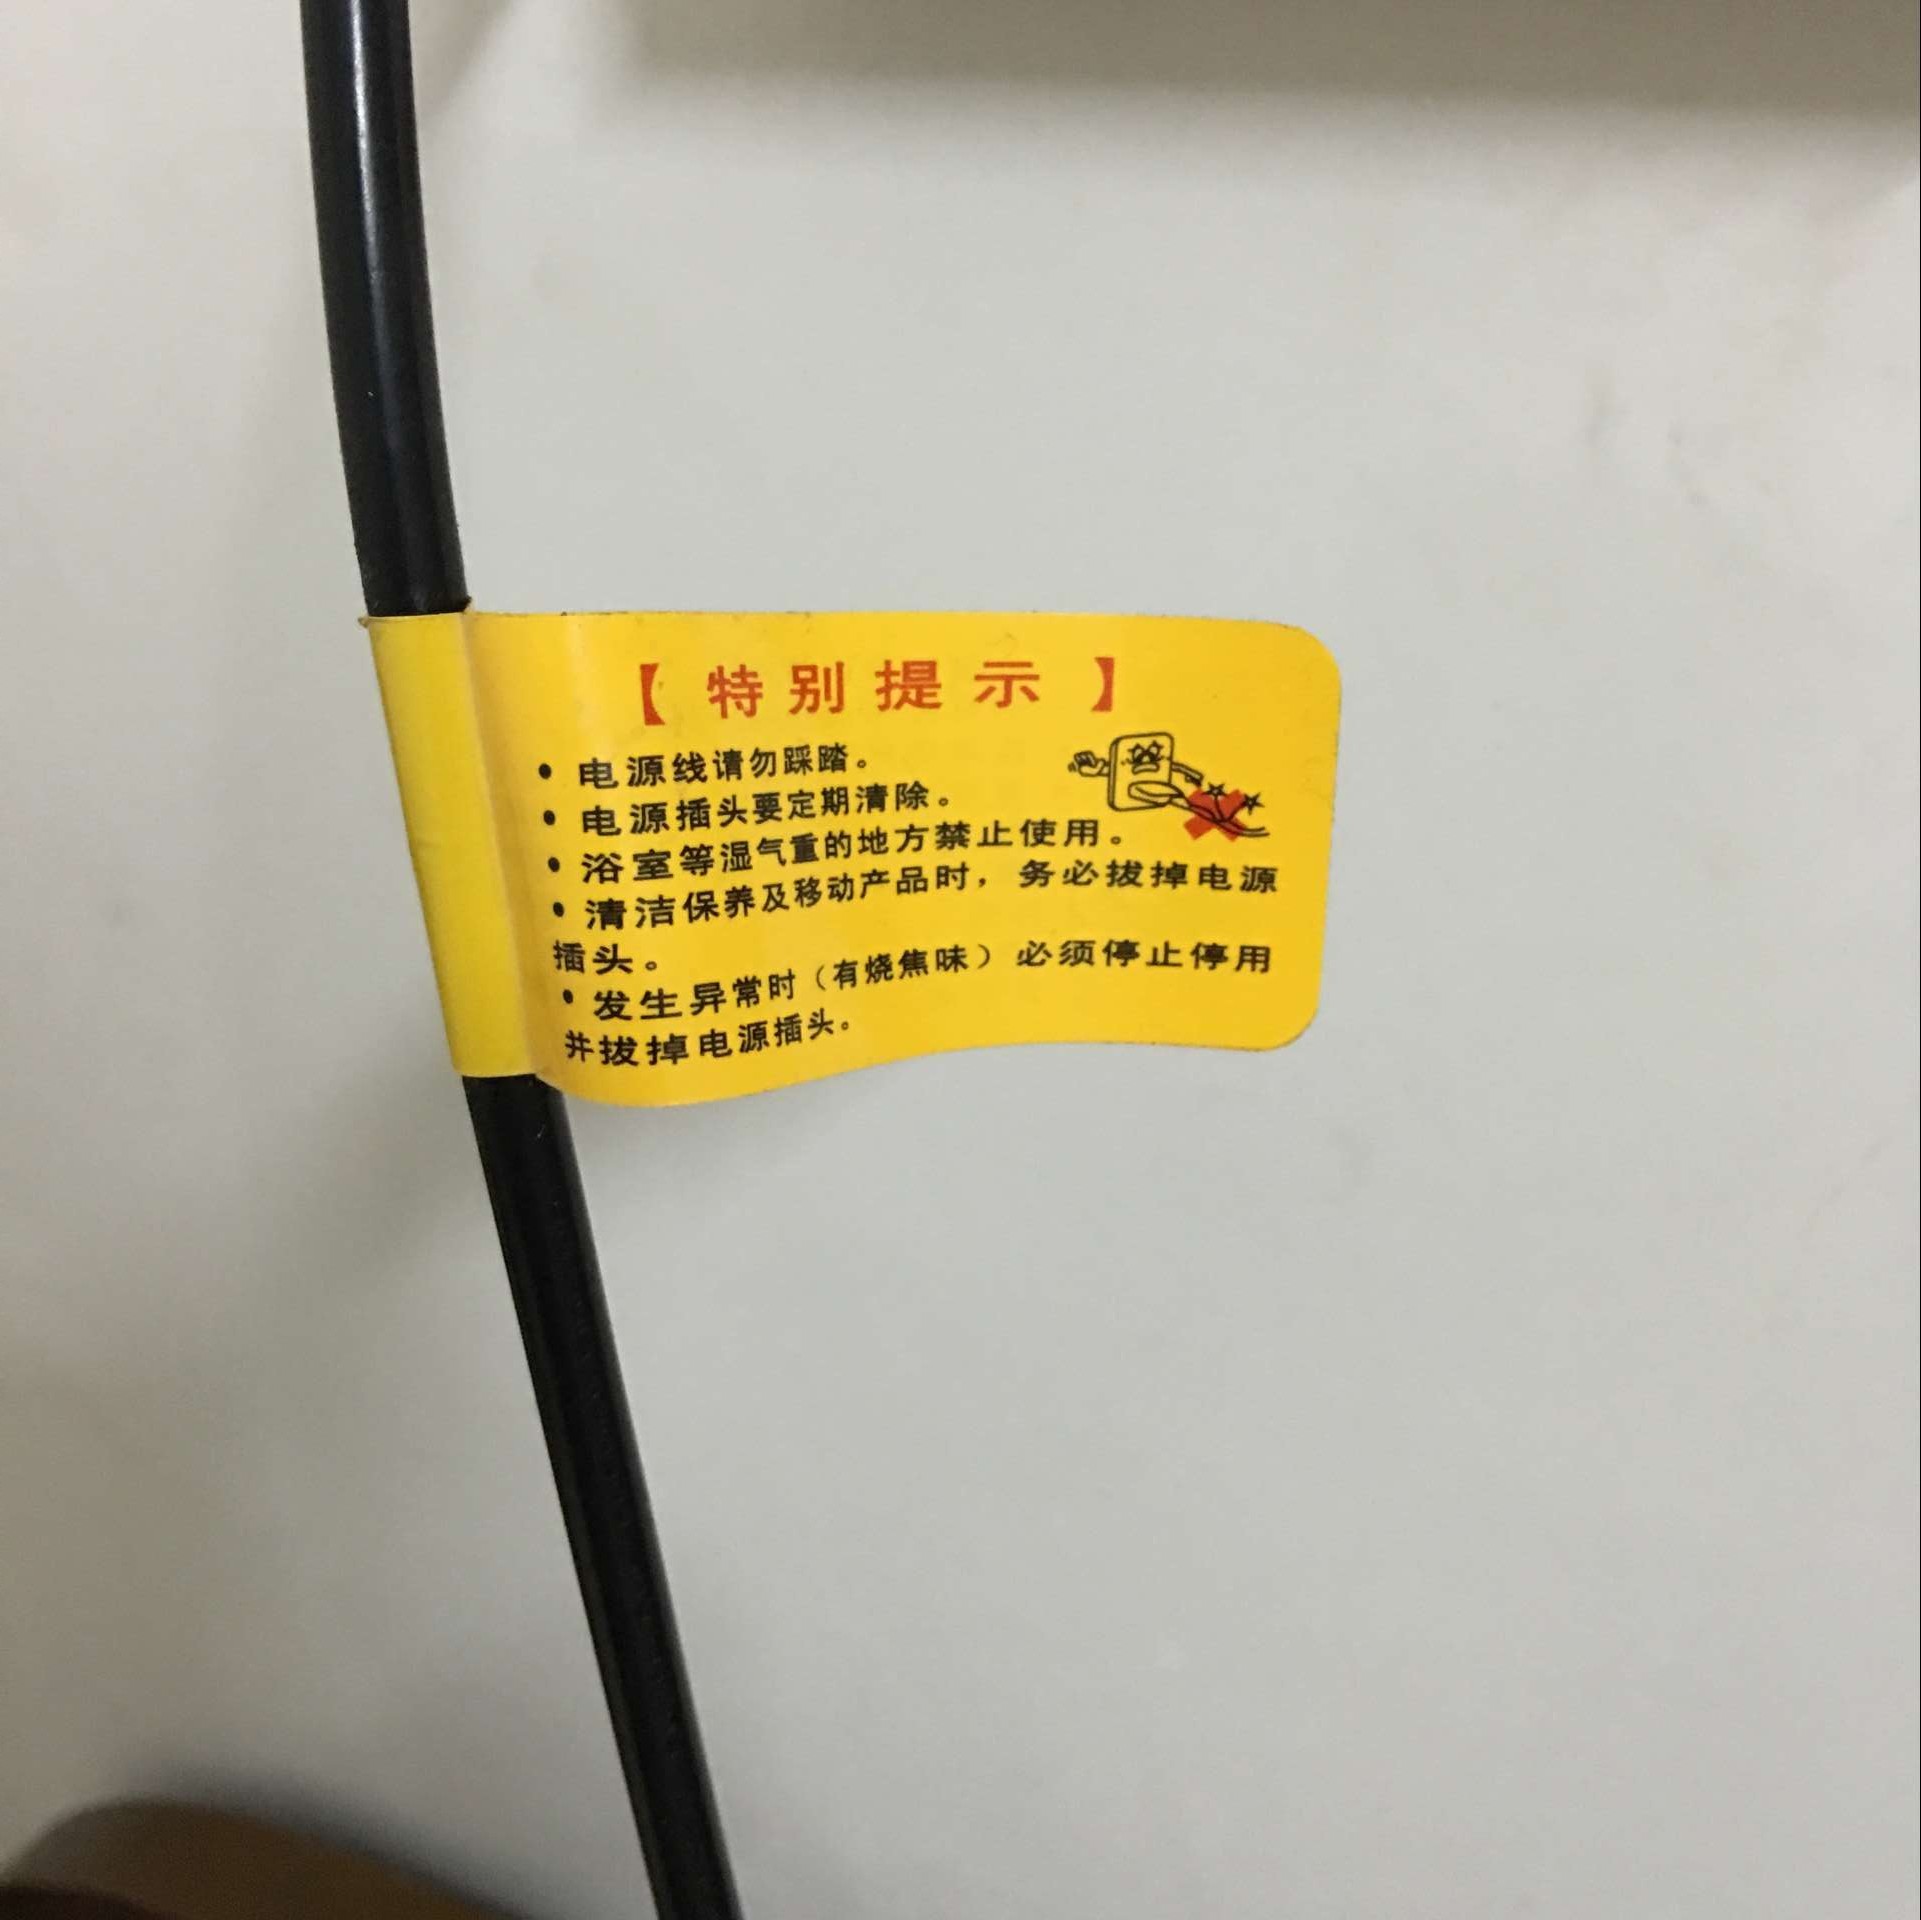 【特别提示】
• 电源线请勿踩踏。
• 电源插头要定期清除。
• 浴室等湿气重的地方禁止使用。
• 清洁保养及移动产品时，务必拔掉电源
插头。
• 发生异常时（有烧焦味）必须停止停用
并拔掉电源插头。